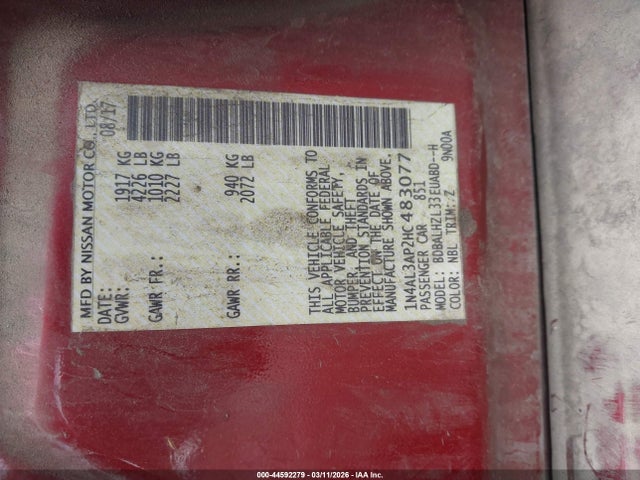 MFD BY NISSAN MOTOR CO., LTD.
DATE: 08/17
GVWR: 1917 KG
4226 LB
GAWR FR: 1010 KG
2227 LB
GAWR RR: 940 KG
2072 LB
THIS VEHICLE CONFORMS TO
ALL APPLICABLE FEDERAL
MOTOR VEHICLE SAFETY,
BUMPER, AND THEFT
PREVENTION STANDARDS IN
EFFECT ON THE DATE OF
MANUFACTURE SHOWN ABOVE.
1N4AL3AP2HC483077
PASSENGER CAR 851
MODEL: BDBALHZL33EUABD--H
COLOR: NBL TRIM: Z 9N00A
000-44592279 - 03/11/2026 - IAA Inc.